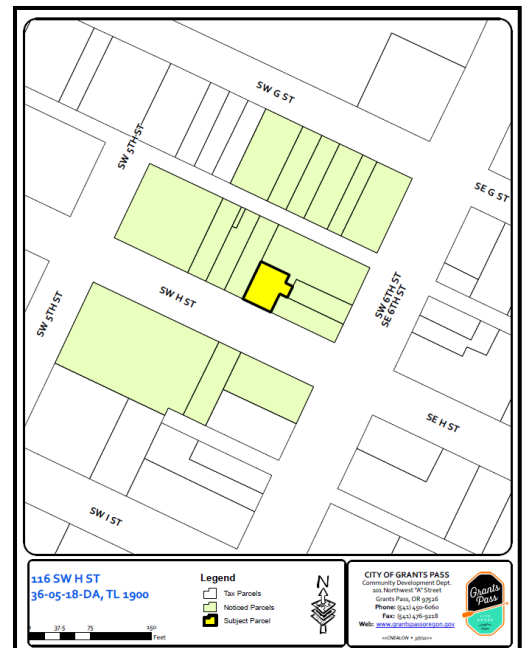 SW G ST
SW 5TH ST
SE G ST
SW H ST
SW 6TH ST
SE 6TH ST
SW 5TH ST
SE H ST
SW I ST
116 SW H ST
36-05-18-DA, TL 1900
0 37.5 75 150
Feet
Legend
Tax Parcels
Noticed Parcels
Subject Parcel
N
CITY OF GRANTS PASS
Community Development Dept.
101 Northwest "A" Street
Grants Pass, OR 97526
Phone: (541) 450-6060
Fax: (541) 476-9218
Web: www.grantspassoregon.gov
Grants
Pass